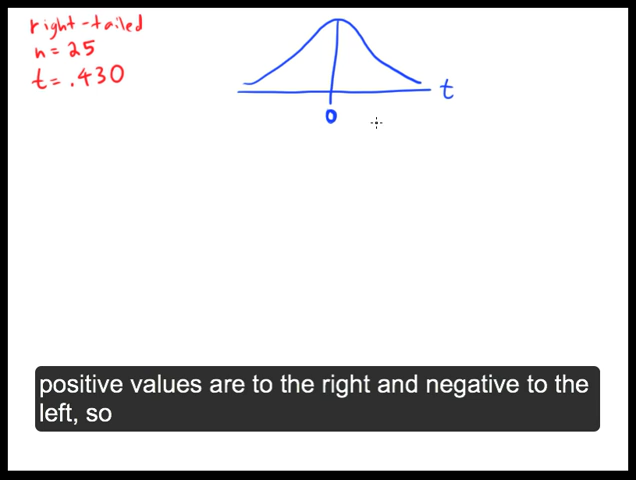 right-tailed
n = 25
t = .430
t
0
positive values are to the right and negative to the
left, so